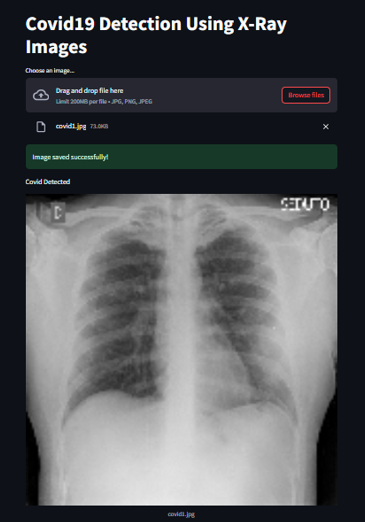 Covid19 Detection Using X-Ray
Images
Choose an image...
Drag and drop file here
Limit 200MB per file • JPG, PNG, JPEG
Browse files
covid1.jpg 73.0KB
Image saved successfully!
Covid Detected
covid1.jpg